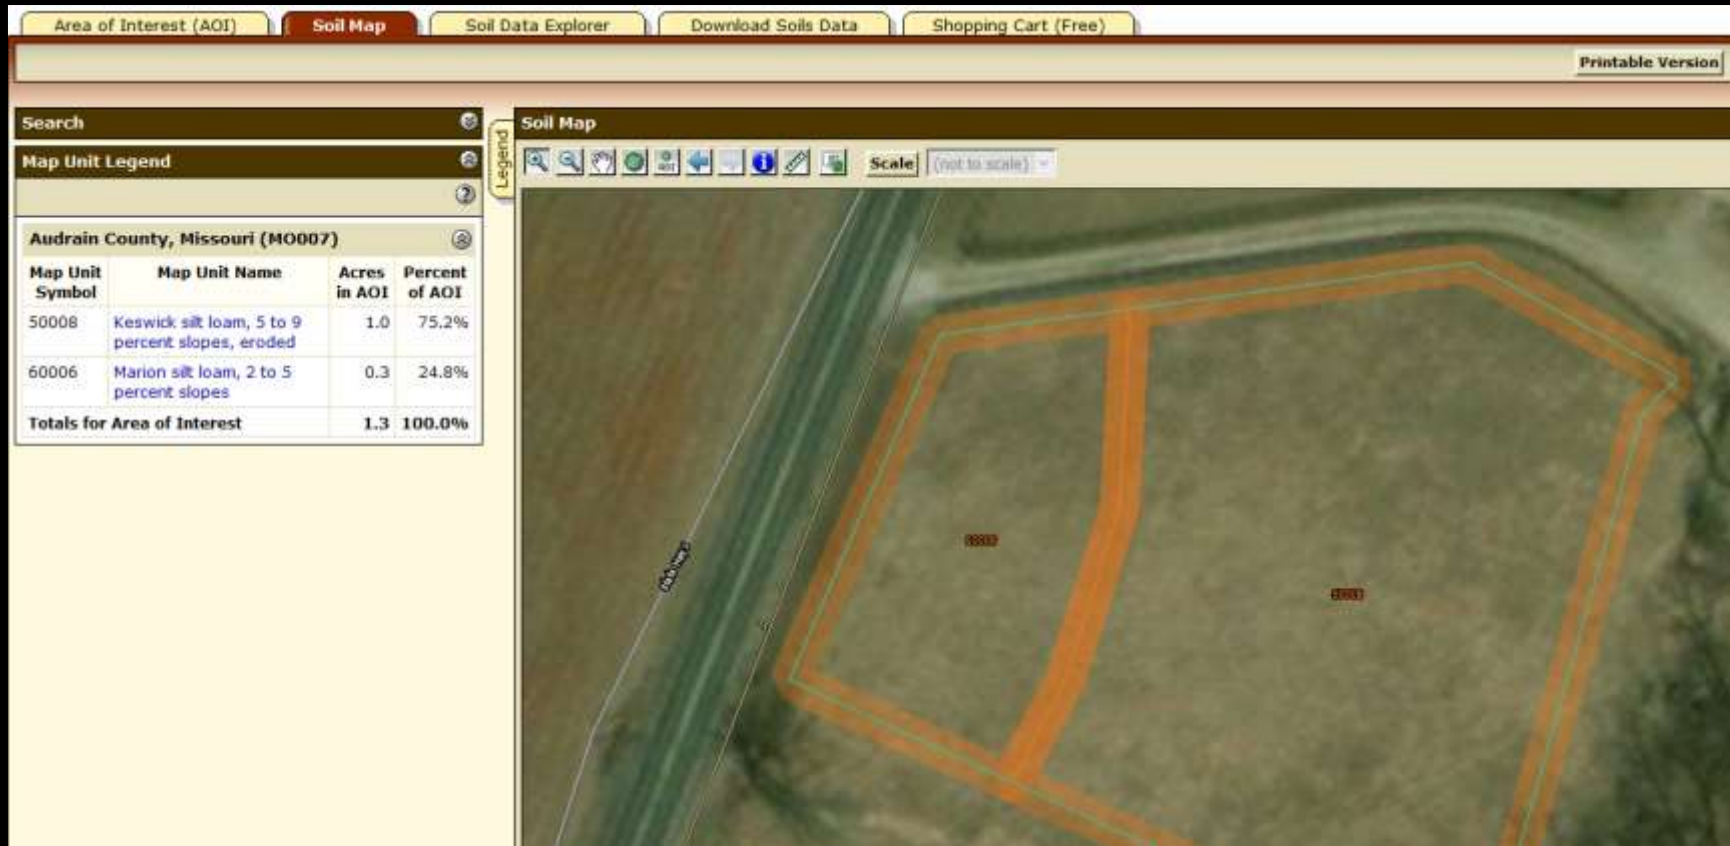 Area of Interest (AOI)
Soil Map
Soil Data Explorer
Download Soils Data
Shopping Cart (Free)
Printable Version
Search
Map Unit Legend
Audrain County, Missouri (MO007)
Map Unit Symbol Map Unit Name Acres in AOI Percent of AOI
50008 Keswick silt loam, 5 to 9 1.0 75.2%
percent slopes, eroded
60006 Marion silt loam, 2 to 5 0.3 24.8%
percent slopes
Totals for Area of Interest 1.3 100.0%
Legend
Soil Map
AOI
Scale (not to scale)